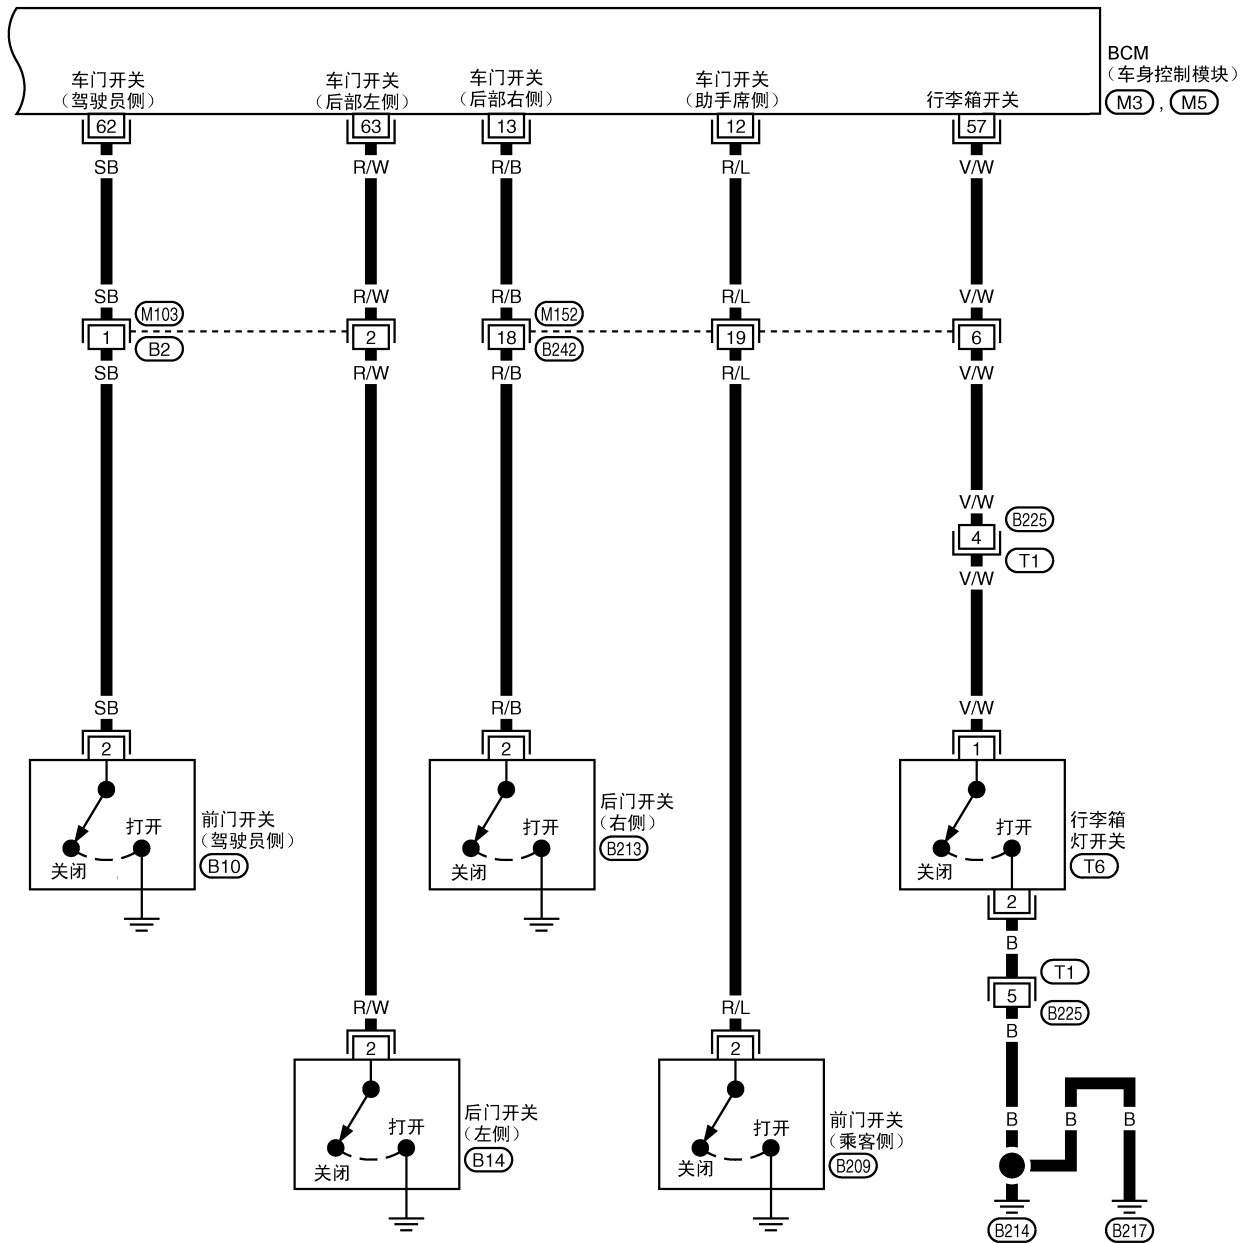 BCM
（车身控制模块）
M3 , M5
车门开关
（驾驶员侧）
车门开关
（后部左侧）
车门开关
（后部右侧）
车门开关
（助手席侧）
行李箱开关
62
63
13
12
57
SB
R/W
R/B
R/L
V/W
SB
R/W
R/B
R/L
V/W
M103
M152
1
2
18
19
6
B2
B242
SB
R/W
R/B
R/L
V/W
V/W
B225
4
T1
V/W
SB
R/B
V/W
2
2
1
前门开关
（驾驶员侧）
B10
打开
关闭
后门开关
（右侧）
B213
打开
关闭
行李箱
灯开关
T6
打开
关闭
2
B
T1
5
B225
B
R/W
R/L
2
2
后门开关
（左侧）
B14
打开
关闭
前门开关
（乘客侧）
B209
打开
关闭
B
B
B
B214
B217